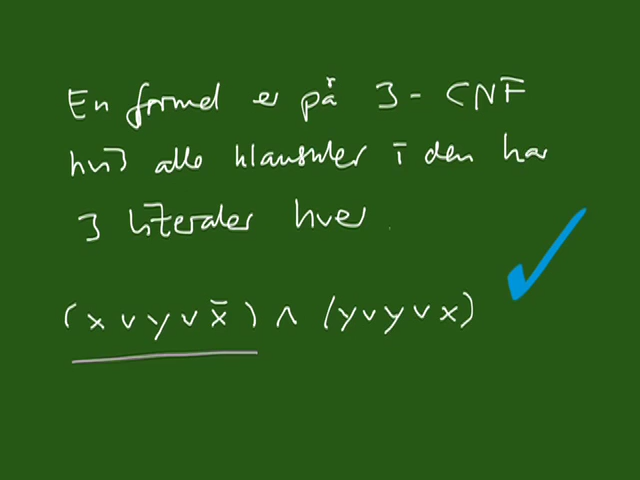 En formel er på 3-CNF
hvis alle klausuler i den har
3 literaler hver.
(x ∨ y ∨ x̄) ∧ (y ∨ y ∨ x)